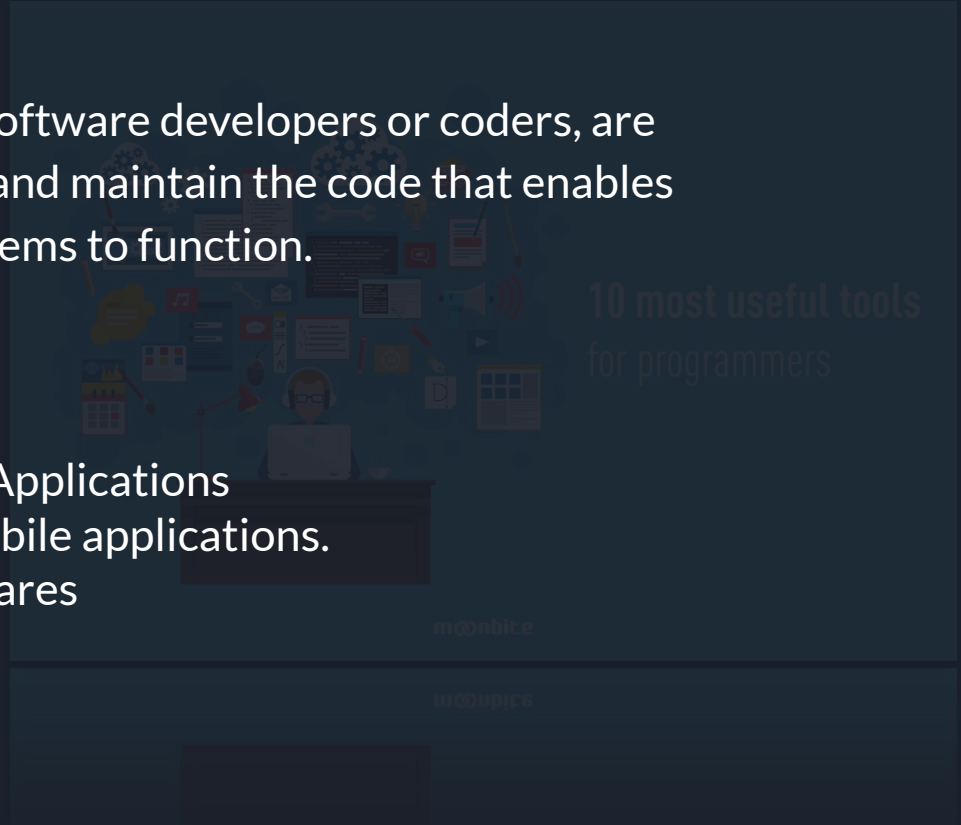 oftware developers or coders, are
and maintain the code that enables
ems to function.
10 most useful tools
for programmers
Applications
bile applications.
ares
moonbite